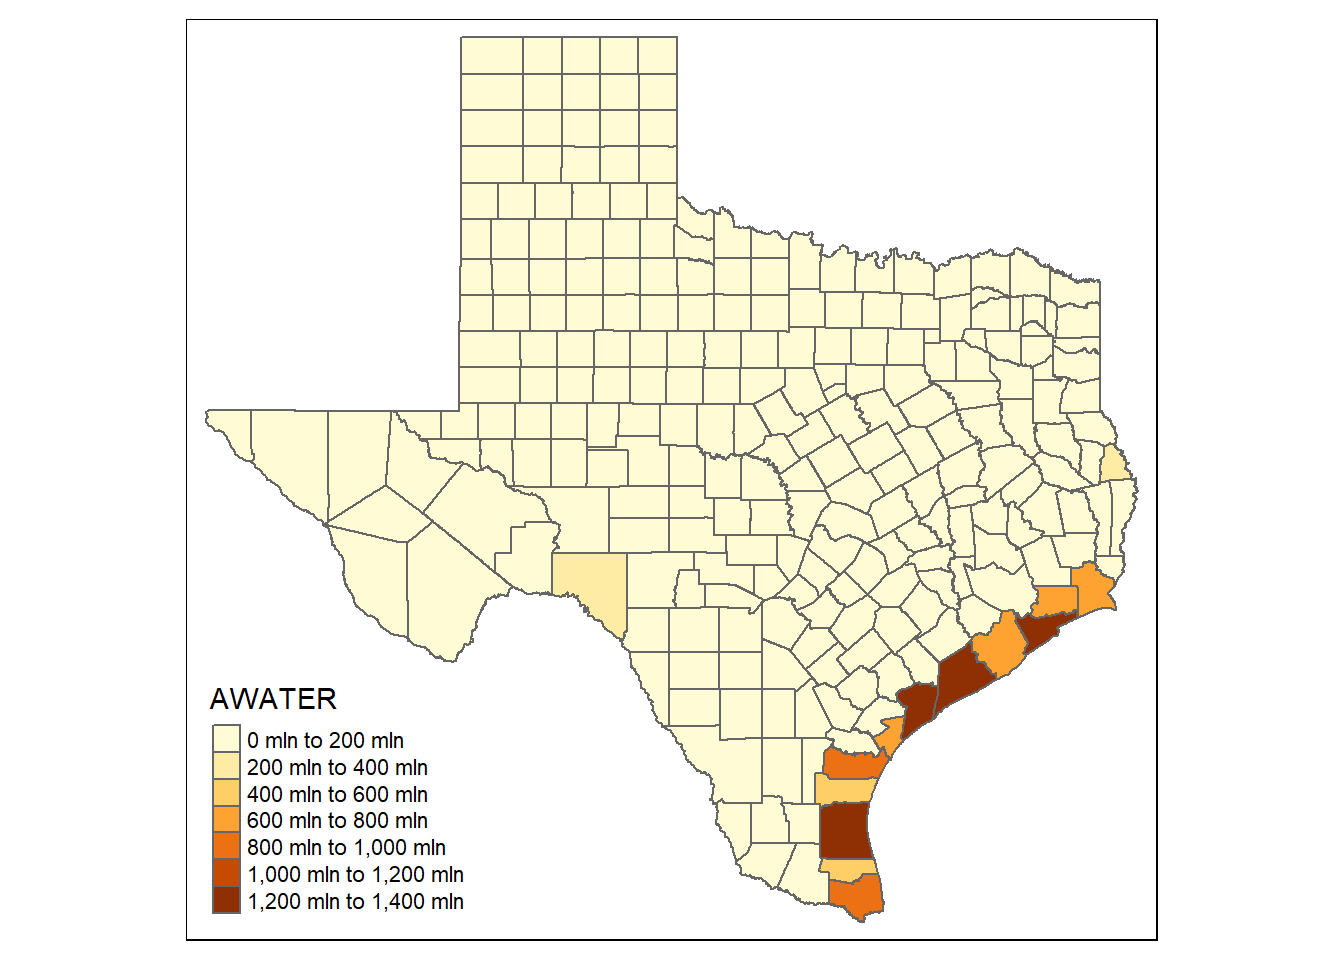 AWATER
0 mln to 200 mln
200 mln to 400 mln
400 mln to 600 mln
600 mln to 800 mln
800 mln to 1,000 mln
1,000 mln to 1,200 mln
1,200 mln to 1,400 mln